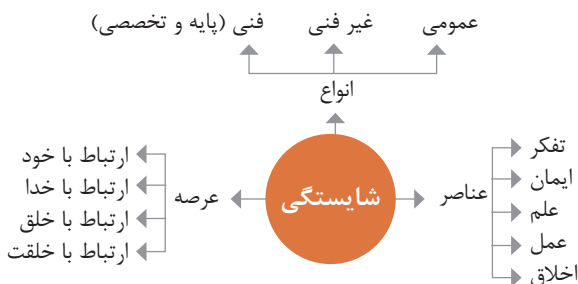 عمومی
غیر فنی
فنی (پایه و تخصصی)
انواع
شایستگی
عناصر
تفکر
ایمان
علم
عمل
اخلاق
عرصه
ارتباط با خود
ارتباط با خدا
ارتباط با خلق
ارتباط با خلقت